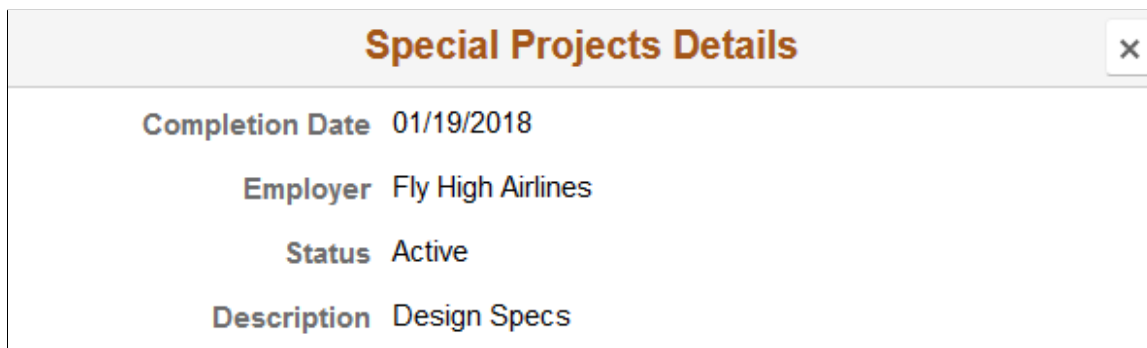 Special Projects Details
Completion Date 01/19/2018
Employer Fly High Airlines
Status Active
Description Design Specs